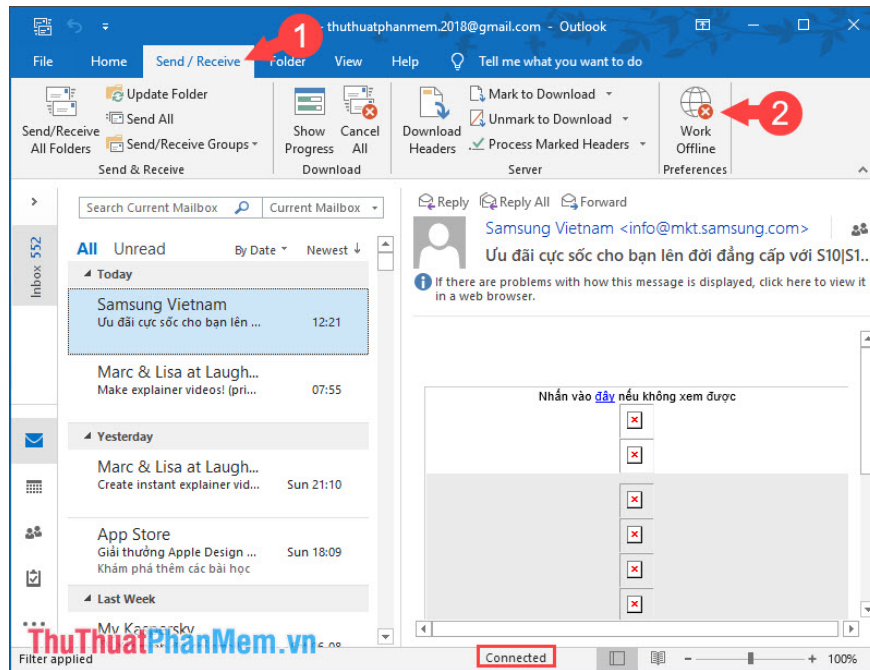 - thuthuatphanmem.2018@gmail.com - Outlook
1
File Home Send / Receive Folder View Help Tell me what you want to do
Send/Receive All Folders
Update Folder
Send All
Send/Receive Groups
Send & Receive
Show Progress
Cancel All
Download
Download Headers
Mark to Download
Unmark to Download
Process Marked Headers
Server
Work Offline
Preferences
2
Search Current Mailbox Current Mailbox
All Unread By Date Newest ↓
Inbox 552
Today
Samsung Vietnam
Ưu đãi cực sốc cho bạn lên ... 12:21
Marc & Lisa at Laugh...
Make explainer videos! (pri... 07:55
Yesterday
Marc & Lisa at Laugh...
Create instant explainer vid... Sun 21:10
App Store
Giải thưởng Apple Design ... Sun 18:09
Khám phá thêm các bài học
Last Week
My Kaspersky
Reply Reply All Forward
Samsung Vietnam <info@mkt.samsung.com>
Ưu đãi cực sốc cho bạn lên đời đẳng cấp với S10|S1...
If there are problems with how this message is displayed, click here to view it
in a web browser.
Nhấn vào đây nếu không xem được
ThuThuatPhanMem.vn
Filter applied Connected 100%